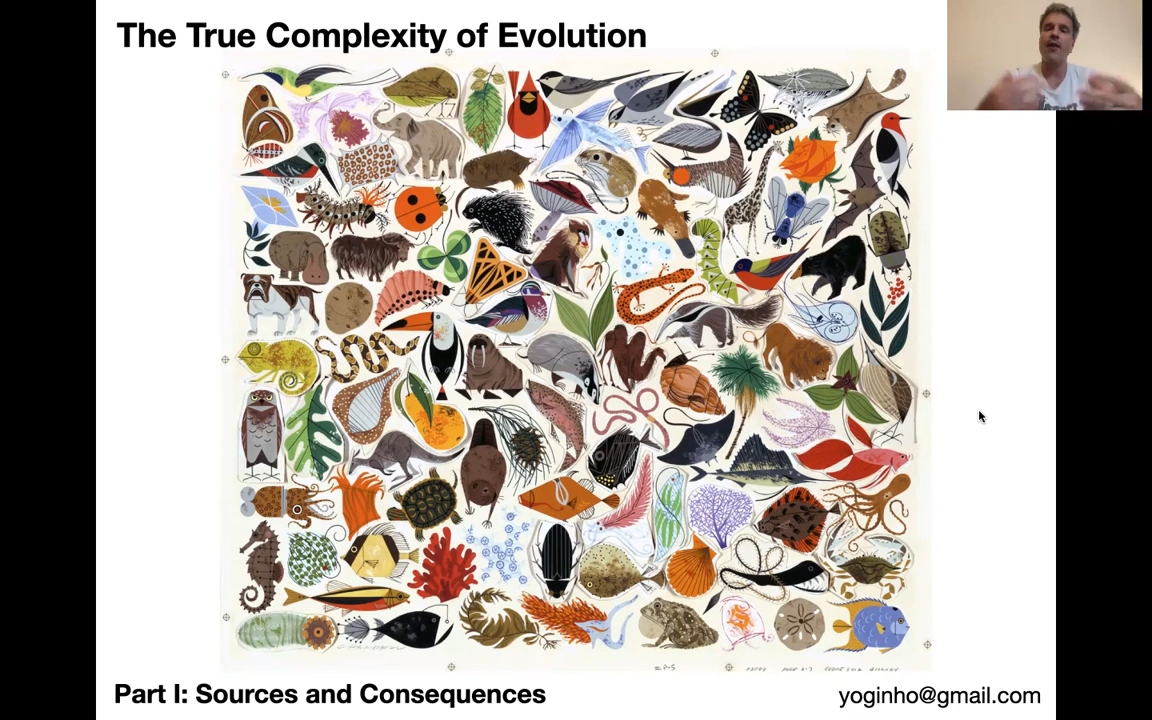 The True Complexity of Evolution
Part I: Sources and Consequences
yoginho@gmail.com